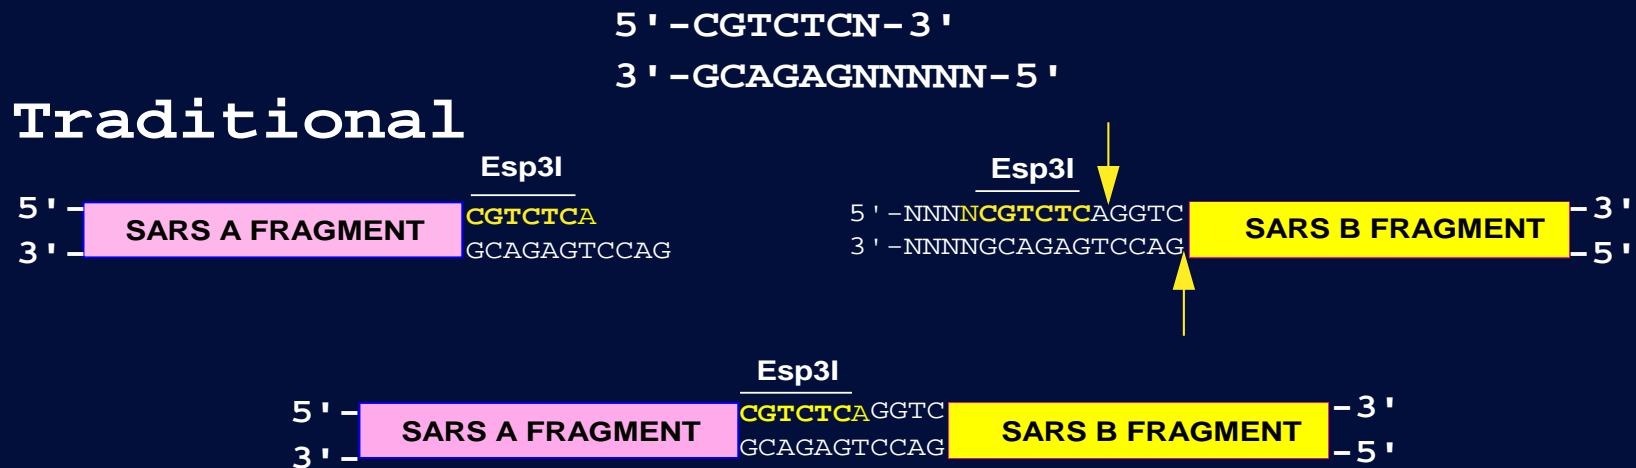 5'-CGTCTCN-3'
3'-GCAGAGNNNNN-5'
Traditional
Esp3I
Esp3I
5'- SARS A FRAGMENT CGTCTCA
3'- GCAGAGTCCAG
5'-NNNNCGTCTCAGGTC SARS B FRAGMENT -3'
3'-NNNNGCAGAGTCCAG -5'
Esp3I
5'- SARS A FRAGMENT CGTCTCAGGTC SARS B FRAGMENT -3'
3'- GCAGAGTCCAG -5'